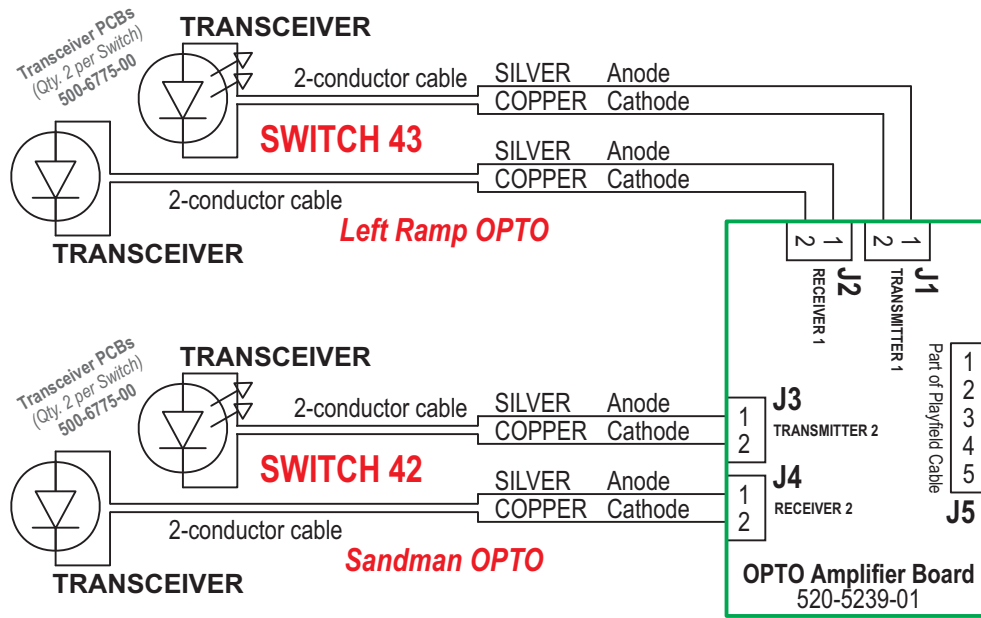 Transceiver PCBs
(Qty. 2 per Switch)
500-6775-00
TRANSCEIVER
2-conductor cable
SILVER Anode
COPPER Cathode
SWITCH 43
SILVER Anode
COPPER Cathode
2-conductor cable
Left Ramp OPTO
TRANSCEIVER
2 1
J2
RECEIVER 1
2 1
J1
TRANSMITTER 1
Transceiver PCBs
(Qty. 2 per Switch)
500-6775-00
TRANSCEIVER
2-conductor cable
SILVER Anode
COPPER Cathode
SWITCH 42
SILVER Anode
COPPER Cathode
2-conductor cable
Sandman OPTO
TRANSCEIVER
1
2
J3
TRANSMITTER 2
1
2
J4
RECEIVER 2
Part of Playfield Cable
1
2
3
4
5
J5
OPTO Amplifier Board
520-5239-01